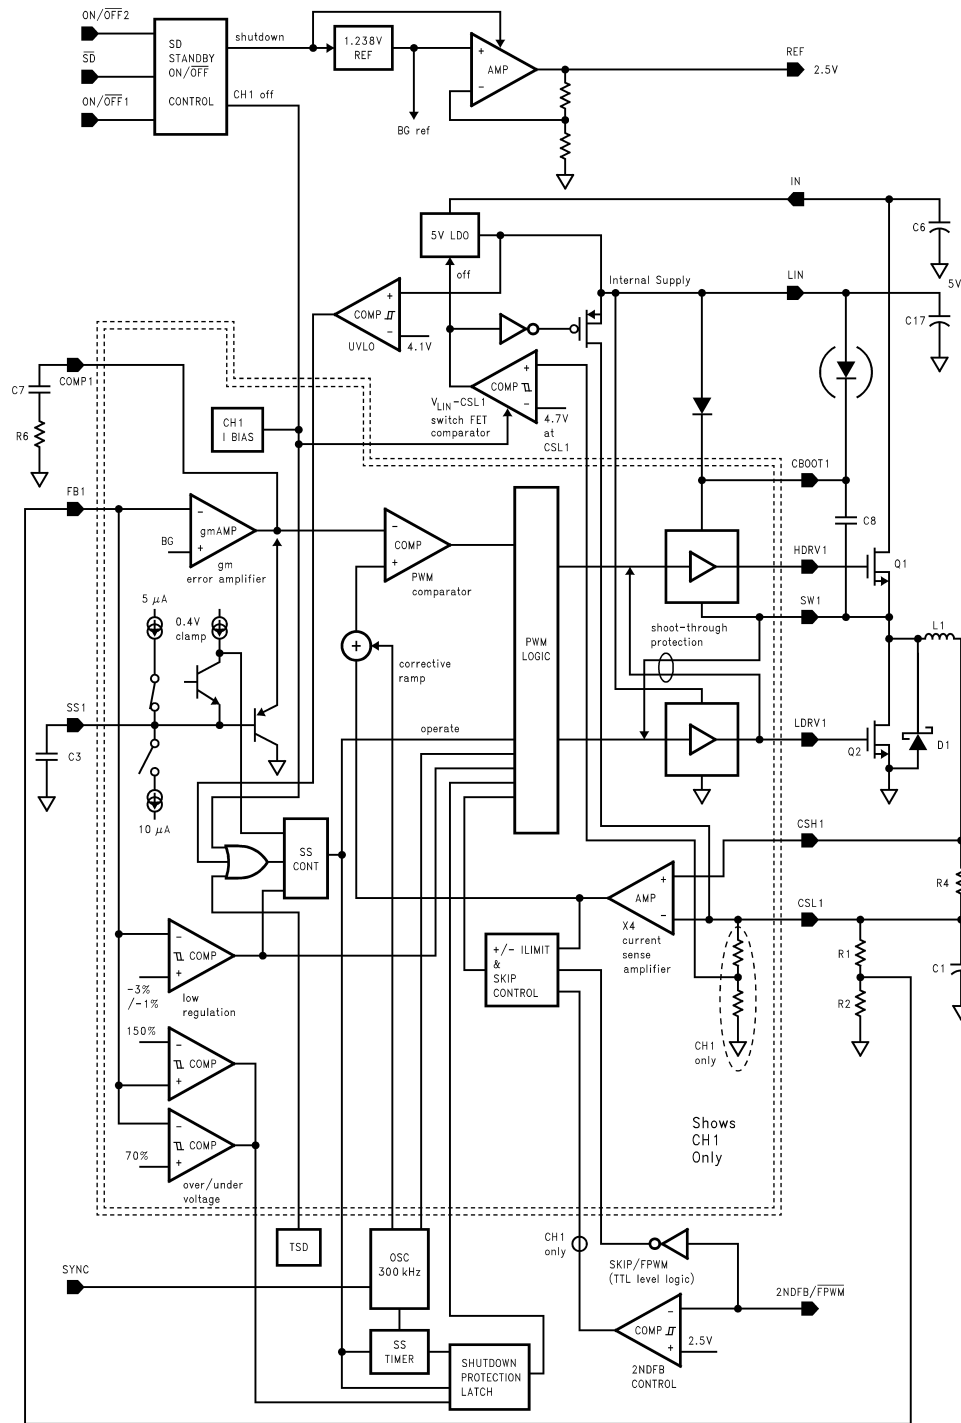 ON/OFF2
SD
STANDBY
ON/OFF
CONTROL
SD
ON/OFF1
shutdown
CH1 off
1.238V
REF
+
AMP
−
BG ref
REF
2.5V
IN
C6
5V LDO
off
Internal Supply
LIN
5V
C17
+
COMP
−
UVLO
4.1V
COMP1
C7
R6
CH1
I BIAS
+
COMP
−
VLIN-CSL1
switch FET
comparator
4.7V
at
CSL1
CBOOT1
C8
FB1
−
gmAMP
+
BG
gm
error amplifier
−
COMP
+
PWM
comparator
PWM
LOGIC
HDRV1
Q1
SW1
L1
shoot-through
protection
5 µA
0.4V
clamp
+
corrective
ramp
SS1
C3
10 µA
operate
LDRV1
Q2
D1
SS
CONT
CSH1
R4
+
AMP
−
X4
current
sense
amplifier
CSL1
R1
R2
C1
−
COMP
+
-3%
/-1%
low
regulation
+/- ILIMIT
&
SKIP
CONTROL
CH1
only
150%
−
COMP
+
−
COMP
+
70%
over/under
voltage
Shows
CH1
Only
TSD
OSC
300 kHz
SYNC
CH1
only
SKIP/FPWM
(TTL level logic)
2NDFB/FPWM
−
COMP
+
2.5V
2NDFB
CONTROL
SS
TIMER
SHUTDOWN
PROTECTION
LATCH